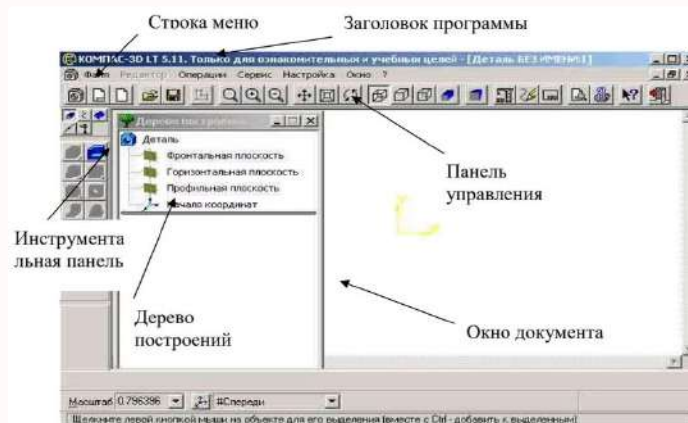 Строка меню
Заголовок программы
КОМПАС-3D LT 5.11. Только для ознакомительных и учебных целей - [Деталь БЕЗ ИМЕНИ1]
Файл Редактор Операции Сервис Настройка Окно ?
Дерево построений
Деталь
Фронтальная плоскость
Горизонтальная плоскость
Профильная плоскость
Начало координат
Панель
управления
Инструмента
льная панель
Дерево
построений
Окно документа
Масштаб 0.796396 #Спереди
Щелкните левой кнопкой мыши на объекте для его выделения (вместе с Ctrl - добавить к выделенным)